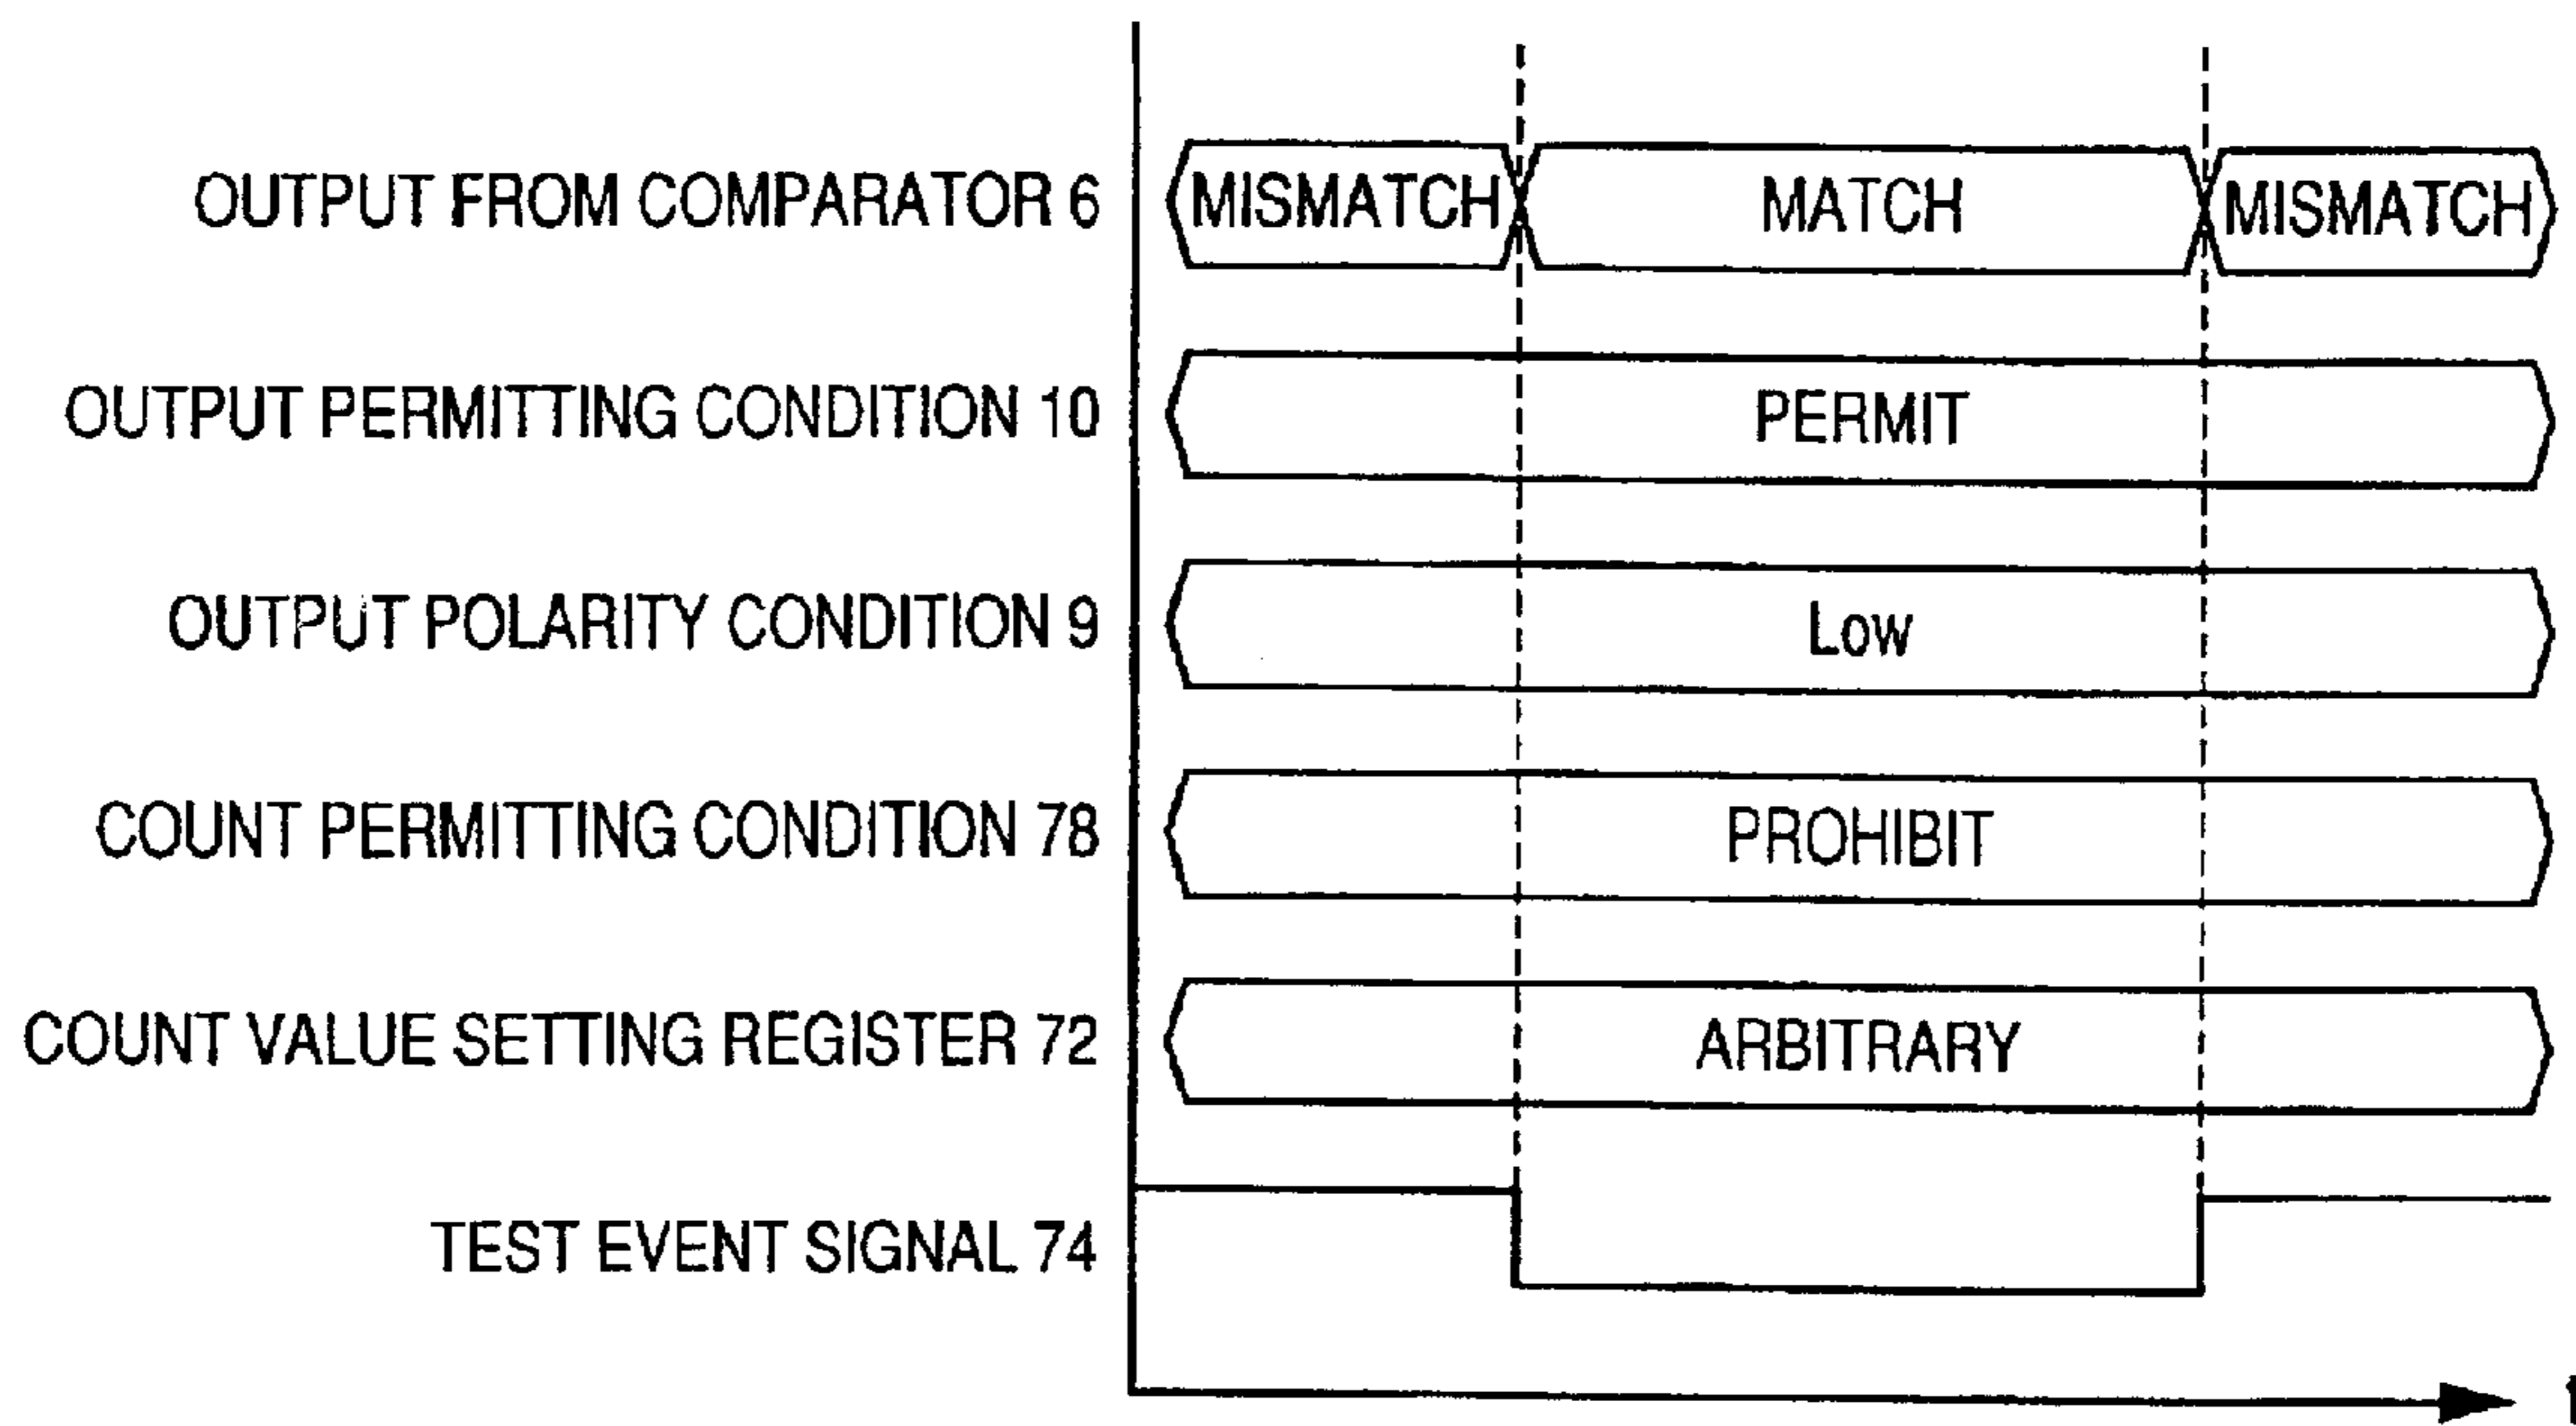 OUTPUT FROM COMPARATOR 6 MISMATCH MATCH MISMATCH
OUTPUT PERMITTING CONDITION 10 PERMIT
OUTPUT POLARITY CONDITION 9 Low
COUNT PERMITTING CONDITION 78 PROHIBIT
COUNT VALUE SETTING REGISTER 72 ARBITRARY
TEST EVENT SIGNAL 74